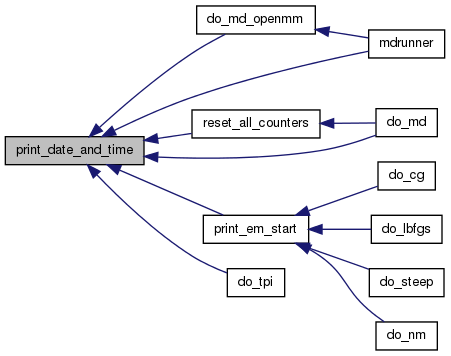 do_md_openmm
mdrunner
reset_all_counters
do_md
print_date_and_time
do_cg
print_em_start
do_lbfgs
do_tpi
do_steep
do_nm